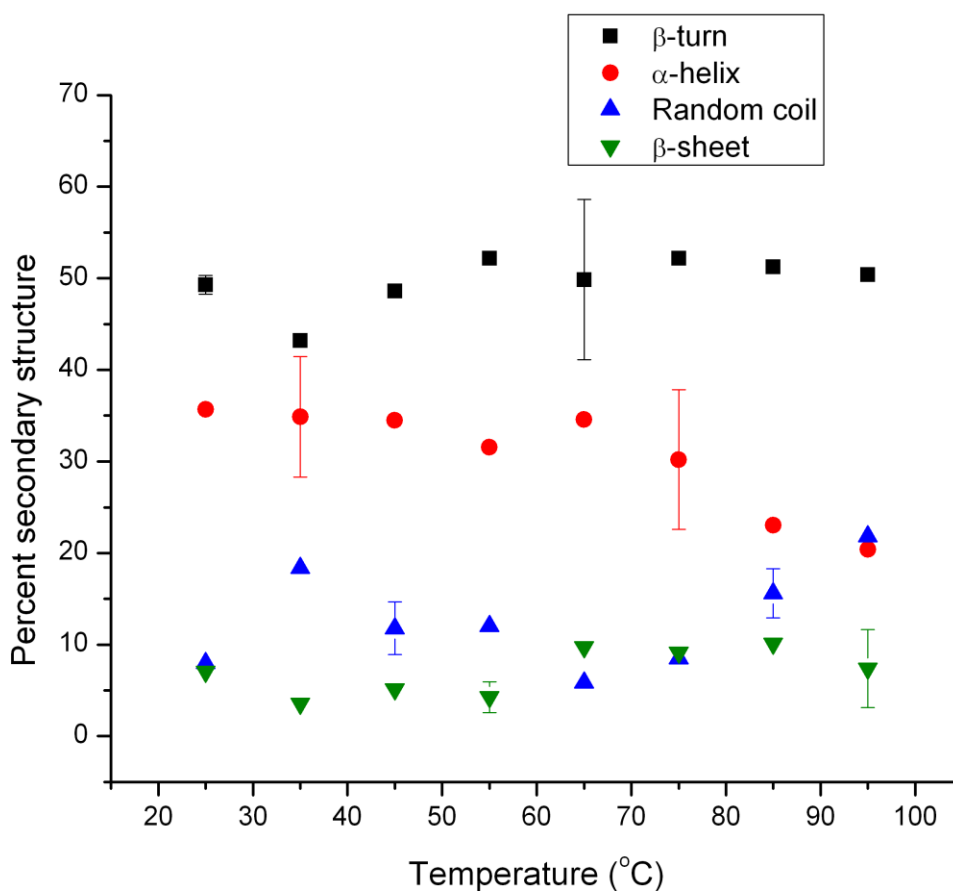 β-turn
α-helix
Random coil
β-sheet
70
60
50
40
30
20
10
0
Percent secondary structure
20 30 40 50 60 70 80 90 100
Temperature (°C)